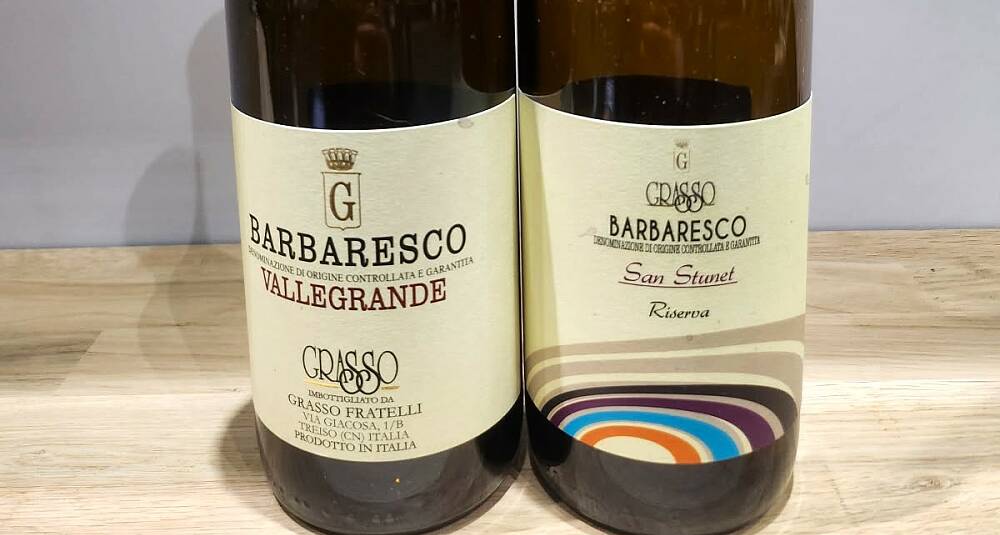 G
BARBARESCO
DENOMINAZIONE DI ORIGINE CONTROLLATA E GARANTITA
VALLEGRANDE
GRASSO
IMBOTTIGLIATO DA
GRASSO FRATELLI
VIA GIACOSA, 1/B
TREISO (CN) ITALIA
PRODOTTO IN ITALIA
G
GRASSO
BARBARESCO
DENOMINAZIONE DI ORIGINE CONTROLLATA E GARANTITA
San Stunet
Riserva